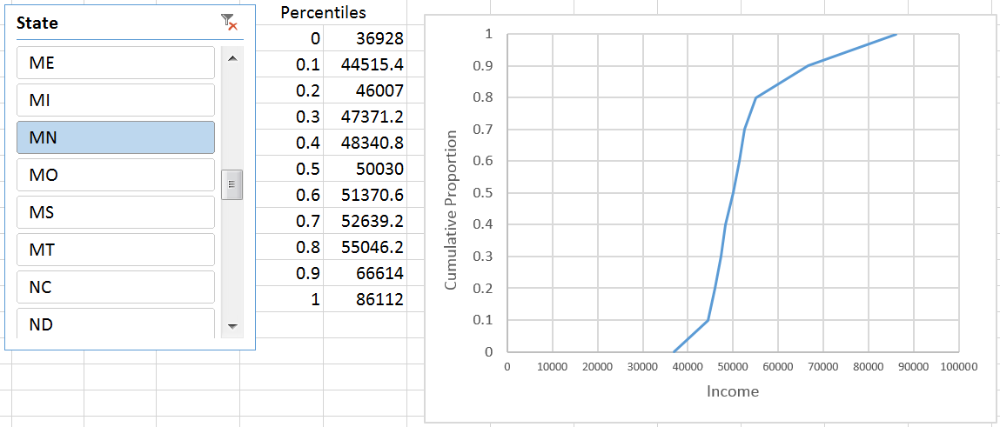 State
ME
MI
MN
MO
MS
MT
NC
ND
Percentiles
0 36928
0.1 44515.4
0.2 46007
0.3 47371.2
0.4 48340.8
0.5 50030
0.6 51370.6
0.7 52639.2
0.8 55046.2
0.9 66614
1 86112
Cumulative Proportion
1
0.9
0.8
0.7
0.6
0.5
0.4
0.3
0.2
0.1
0
0 10000 20000 30000 40000 50000 60000 70000 80000 90000 100000
Income